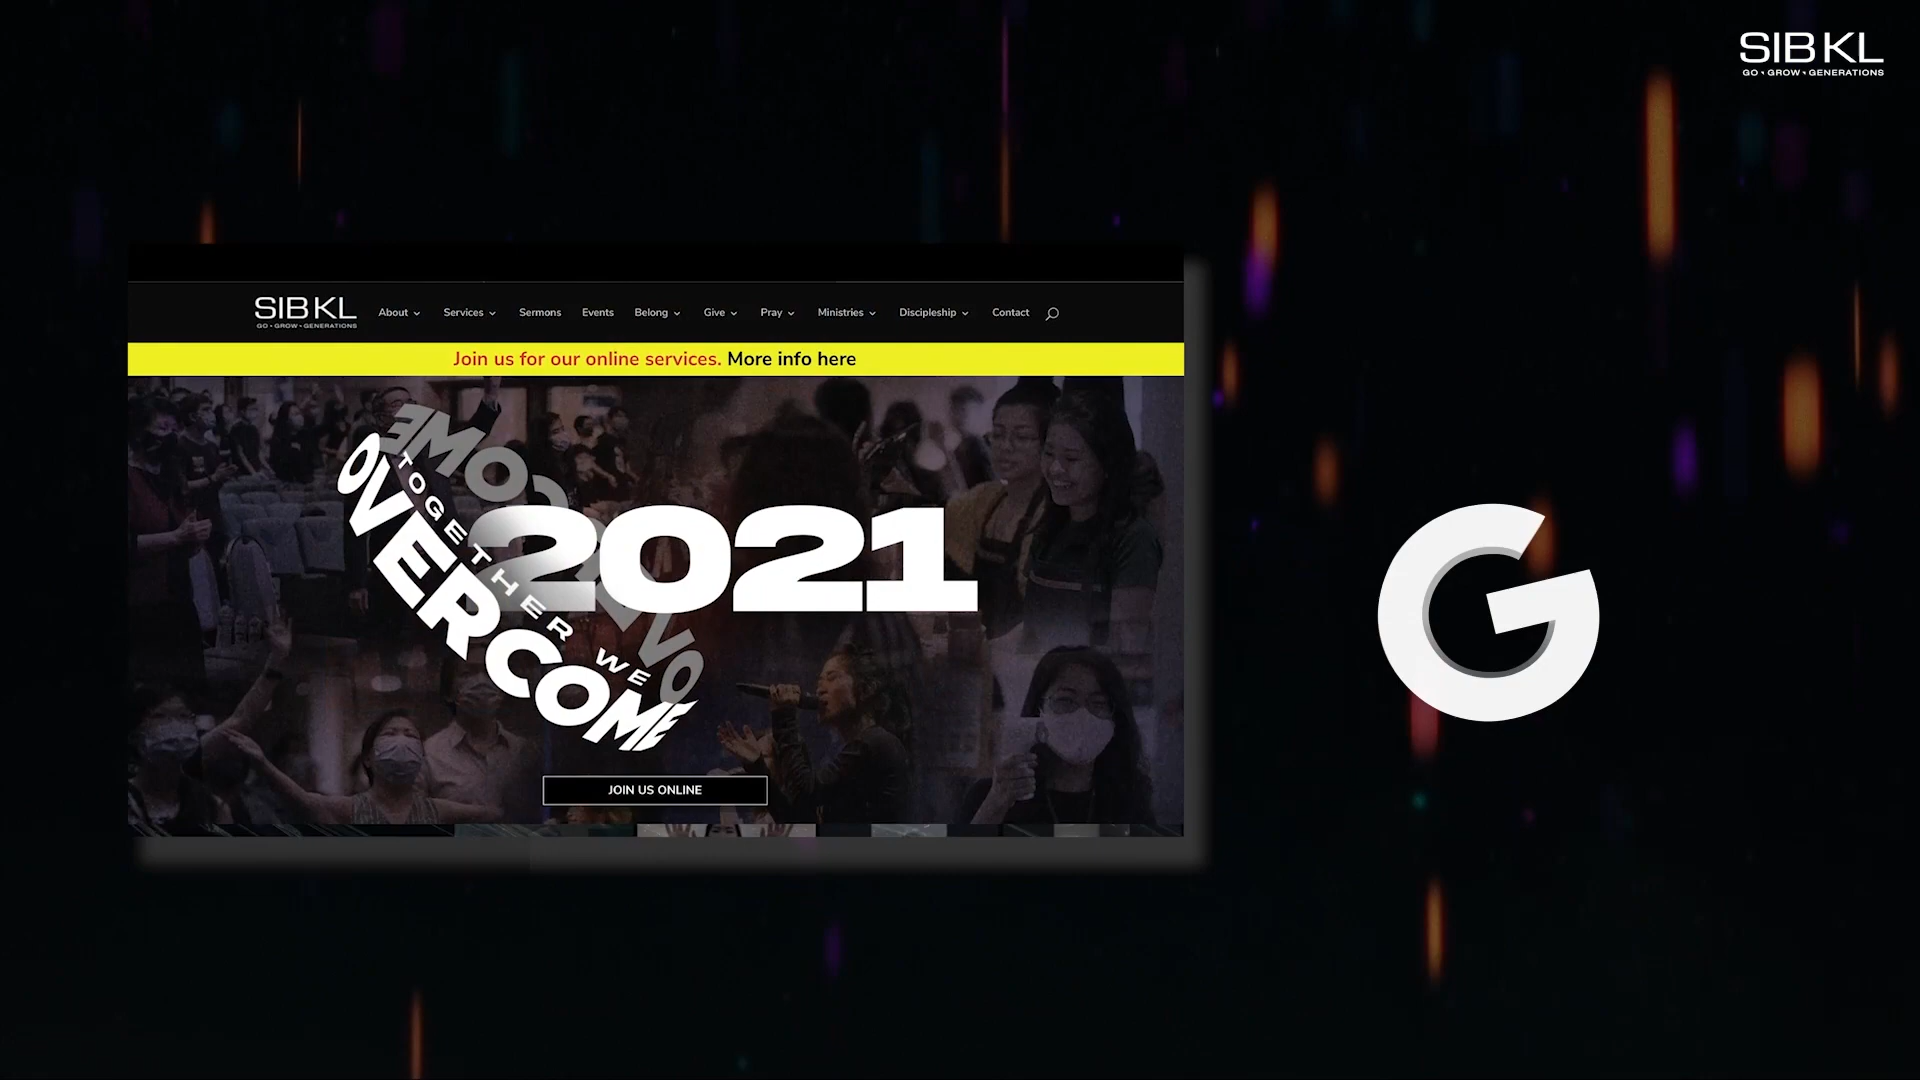 SIBKL
GO • GROW • GENERATIONS
SIBKL
GO • GROW • GENERATIONS
About Services Sermons Events Belong Give Pray Ministries Discipleship Contact
Join us for our online services. More info here
OVERCOME
TOGETHER WE
OVERCOME
2021
JOIN US ONLINE
G